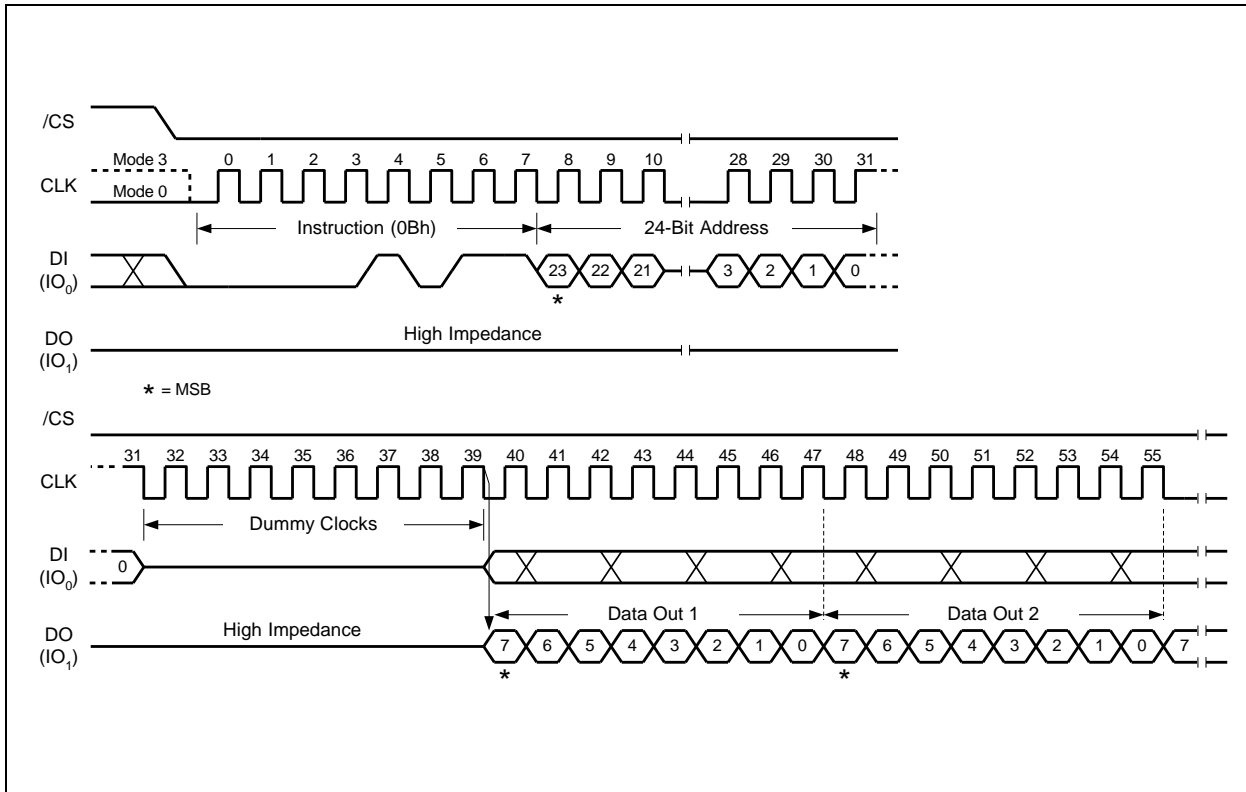 /CS
Mode 3 0 1 2 3 4 5 6 7 8 9 10 28 29 30 31
CLK
Mode 0
Instruction (0Bh) 24-Bit Address
DI
(IO0) 23 22 21 3 2 1 0
*
DO
(IO1)
High Impedance
* = MSB
/CS
31 32 33 34 35 36 37 38 39 40 41 42 43 44 45 46 47 48 49 50 51 52 53 54 55
CLK
Dummy Clocks
DI
(IO0) 0
Data Out 1 Data Out 2
DO
(IO1)
High Impedance
7 6 5 4 3 2 1 0 7 6 5 4 3 2 1 0 7
* *